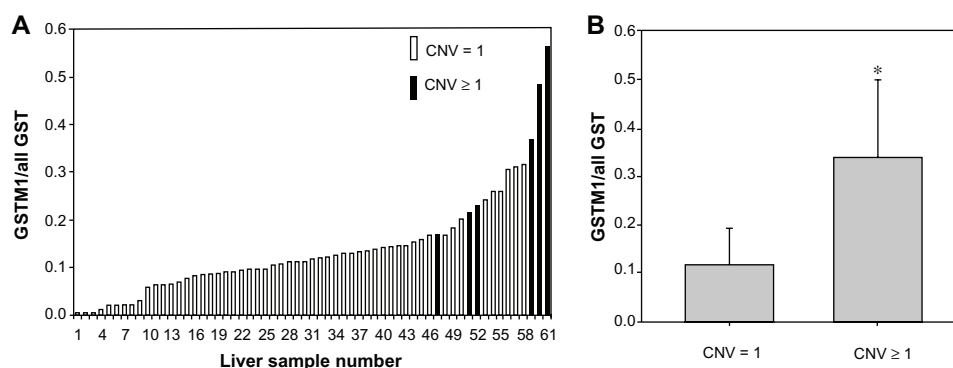 A
0.6
0.5
0.4
0.3
0.2
0.1
0.0
GSTM1/all GST
CNV = 1
CNV ≥ 1
1 4 7 10 13 16 19 22 25 28 31 34 37 40 43 46 49 52 55 58 61
Liver sample number
B
0.6
0.5
0.4
0.3
0.2
0.1
0.0
GSTM1/all GST
*
CNV = 1
CNV ≥ 1